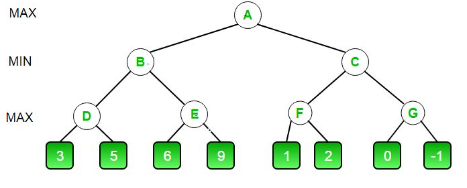 MAX A
MIN B C
MAX D E F G
3 5 6 9 1 2 0 -1